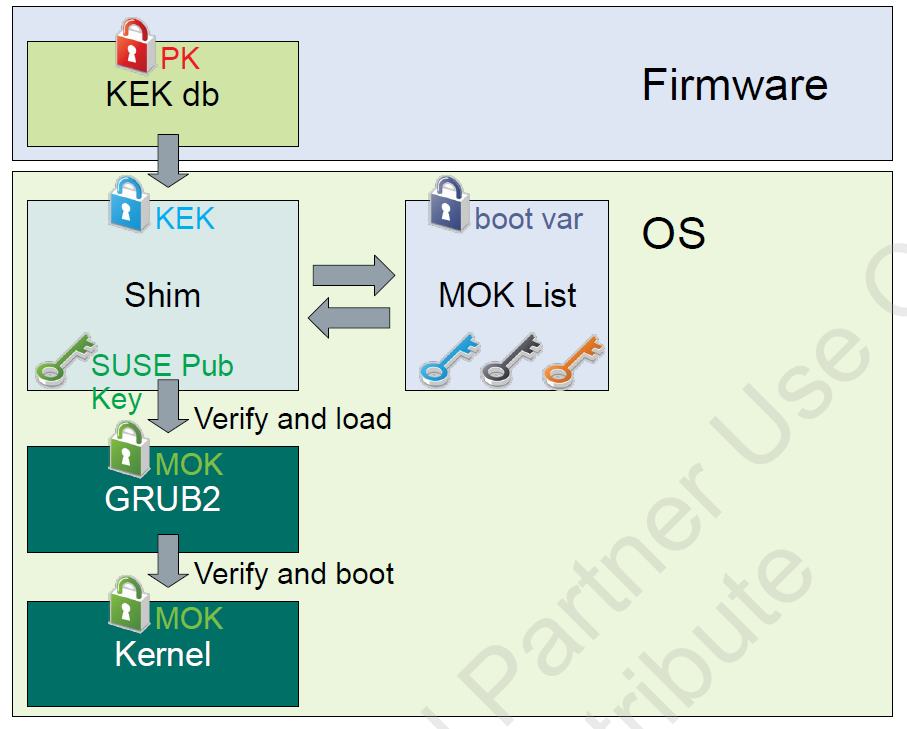 PK
KEK db
Firmware
KEK
boot var
OS
Shim
MOK List
SUSE Pub
Key
Verify and load
MOK
GRUB2
Verify and boot
MOK
Kernel
Partner Use